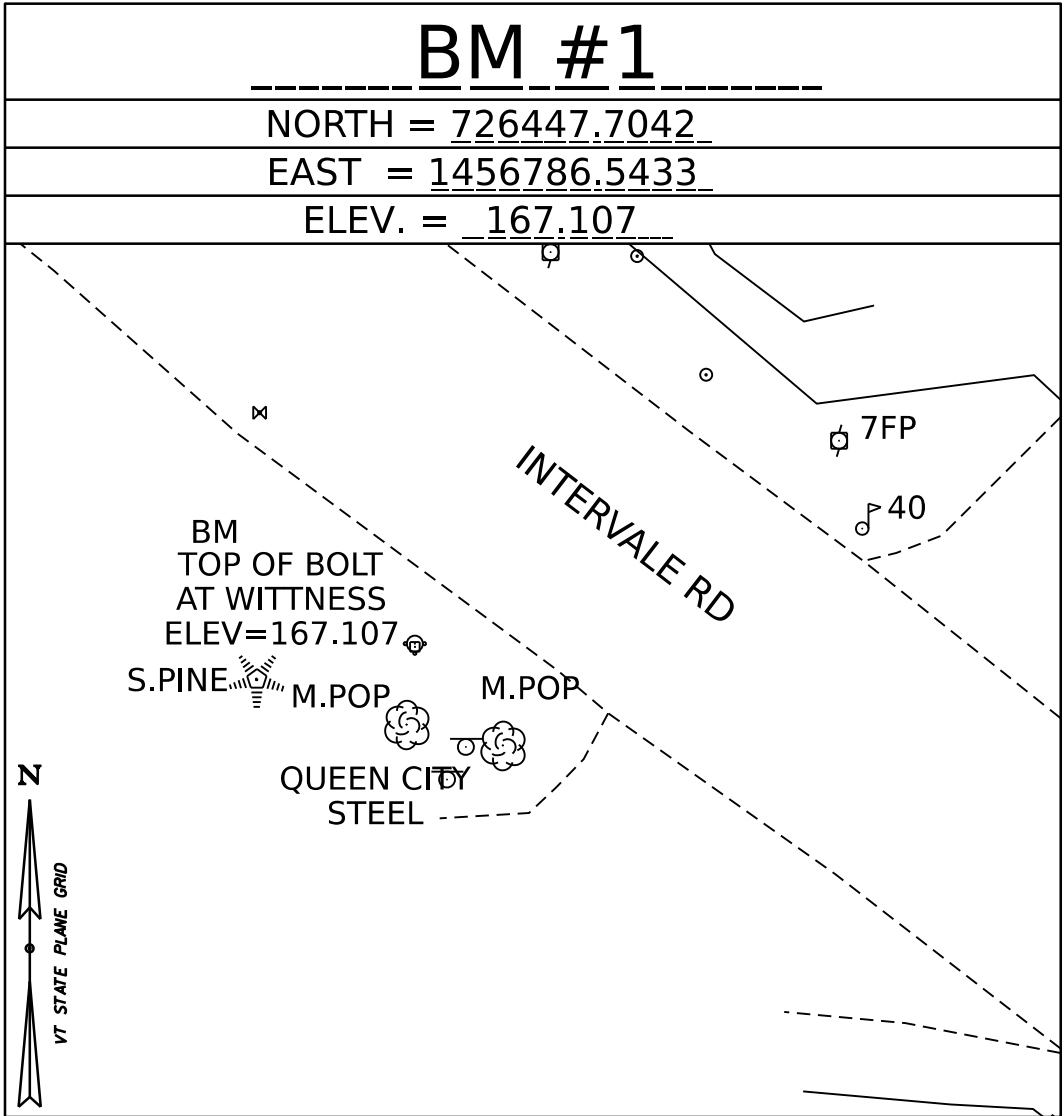 BM #1
NORTH = 726447.7042
EAST = 1456786.5433
ELEV. = 167.107
7FP
40
INTERVALE RD
BM
TOP OF BOLT
AT WITTNESS
ELEV=167.107
S.PINE
M.POP
M.POP
QUEEN CITY
STEEL
N
VT STATE PLANE GRID